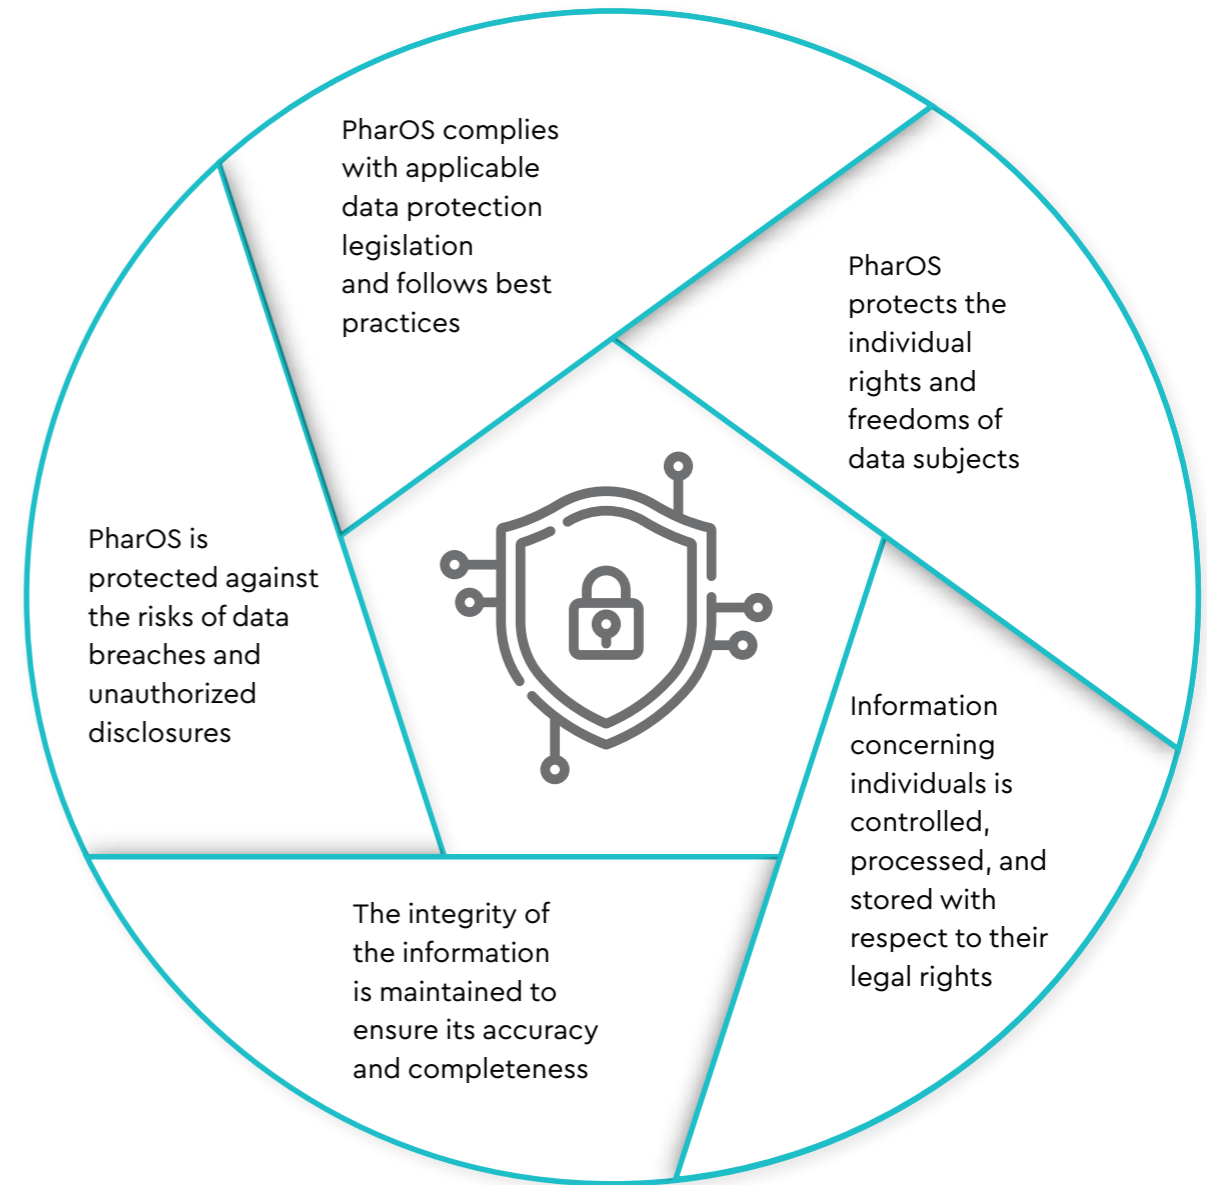 PharOS complies
with applicable
data protection
legislation
and follows best
practices
PharOS
protects the
individual
rights and
freedoms of
data subjects
Information
concerning
individuals is
controlled,
processed, and
stored with
respect to their
legal rights
The integrity of
the information
is maintained to
ensure its accuracy
and completeness
PharOS is
protected against
the risks of data
breaches and
unauthorized
disclosures